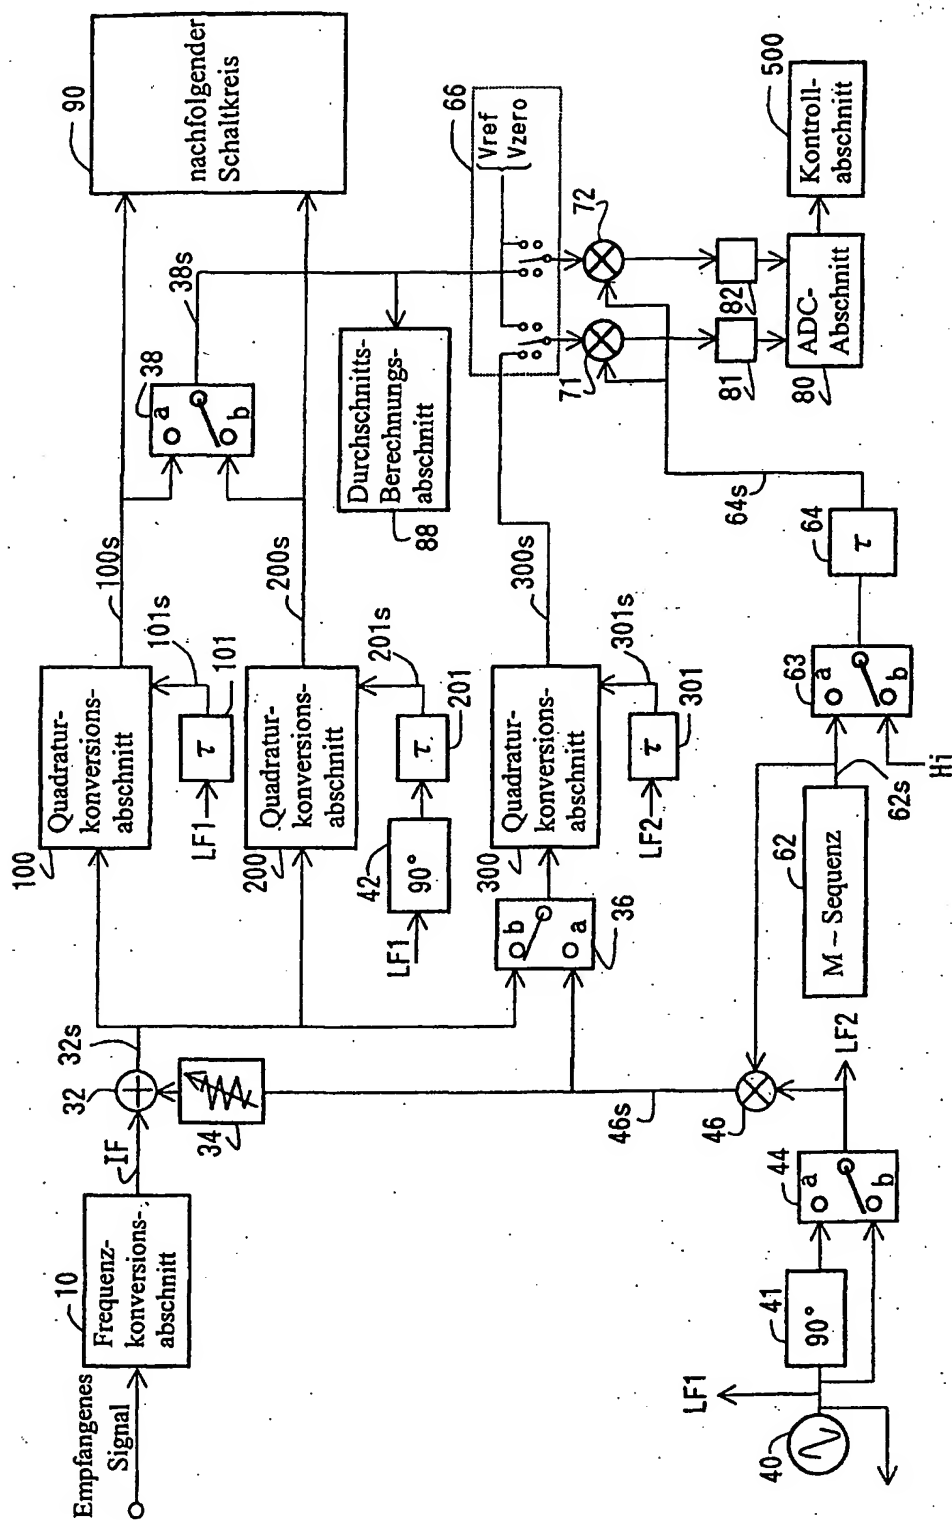 Empfangenes
Signal
10
Frequenz-
konversions-
abschnitt
IF
32
32s
34
100
Quadratur-
konversions-
abschnitt
LF1
τ
101
101s
100s
200
Quadratur-
konversions-
abschnitt
LF1
42
90°
τ
201
201s
200s
38
a
b
38s
90
nachfolgender
Schaltkreis
88
Durchschnitts-
Berechnungs-
abschnitt
36
b
a
300
Quadratur-
konversions-
abschnitt
LF2
τ
301
301s
300s
66
Vref
Vzero
71
72
81
82
80
ADC-
Abschnitt
500
Kontroll-
abschnitt
40
LF1
41
90°
44
a
b
LF2
46
46s
62
M – Sequenz
62s
Hi
63
a
b
64
τ
64s